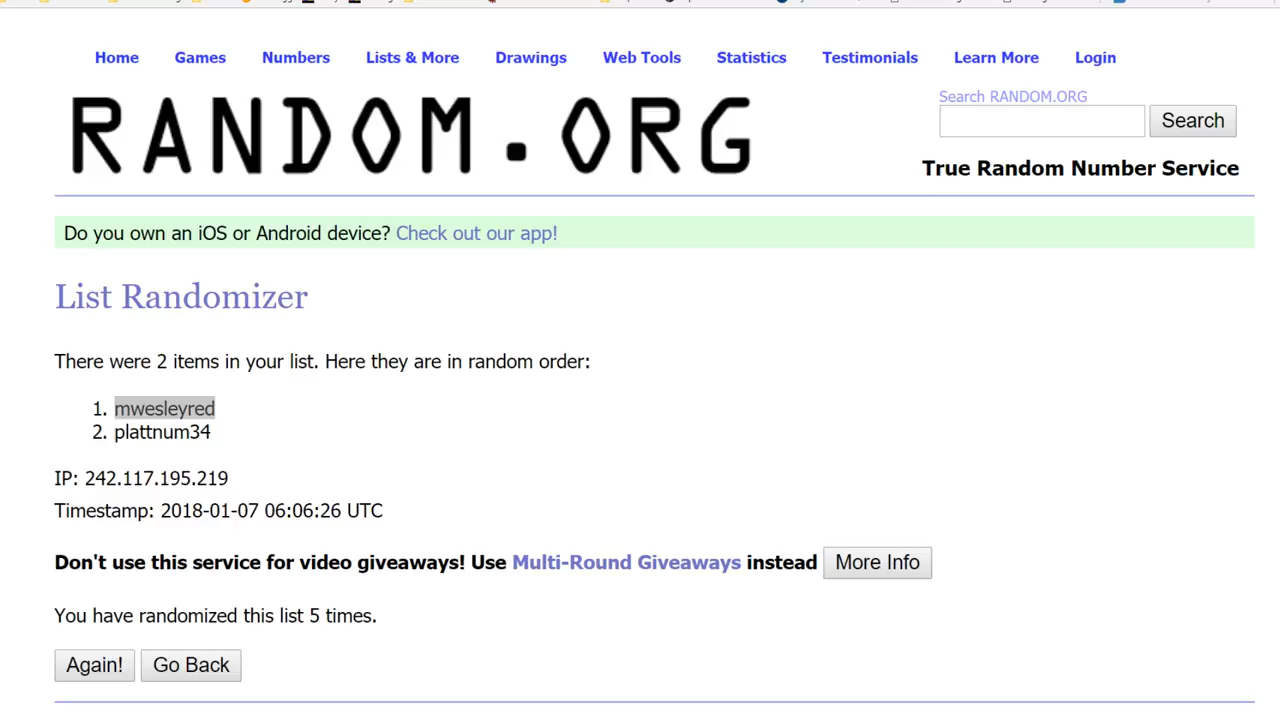 Home Games Numbers Lists & More Drawings Web Tools Statistics Testimonials Learn More Login
RANDOM.ORG
Search RANDOM.ORG
Search
True Random Number Service
Do you own an iOS or Android device? Check out our app!
List Randomizer
There were 2 items in your list. Here they are in random order:
1. mwesleyred
2. plattnum34
IP: 242.117.195.219
Timestamp: 2018-01-07 06:06:26 UTC
Don't use this service for video giveaways! Use Multi-Round Giveaways instead More Info
You have randomized this list 5 times.
Again! Go Back